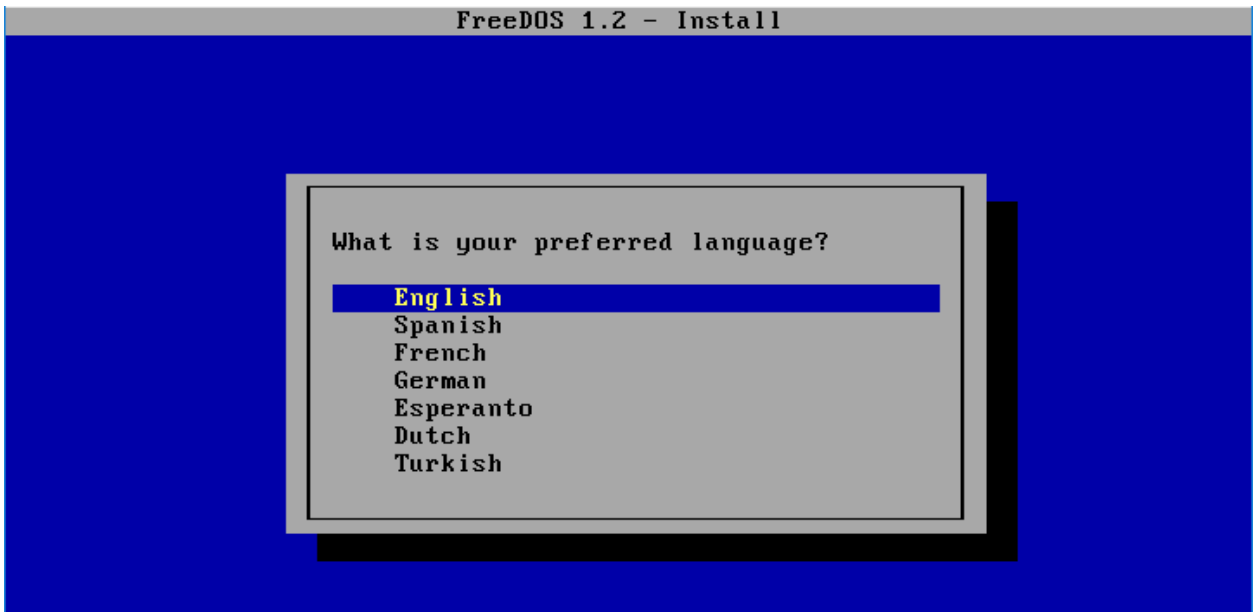 FreeDOS 1.2 - Install
What is your preferred language?
English
Spanish
French
German
Esperanto
Dutch
Turkish